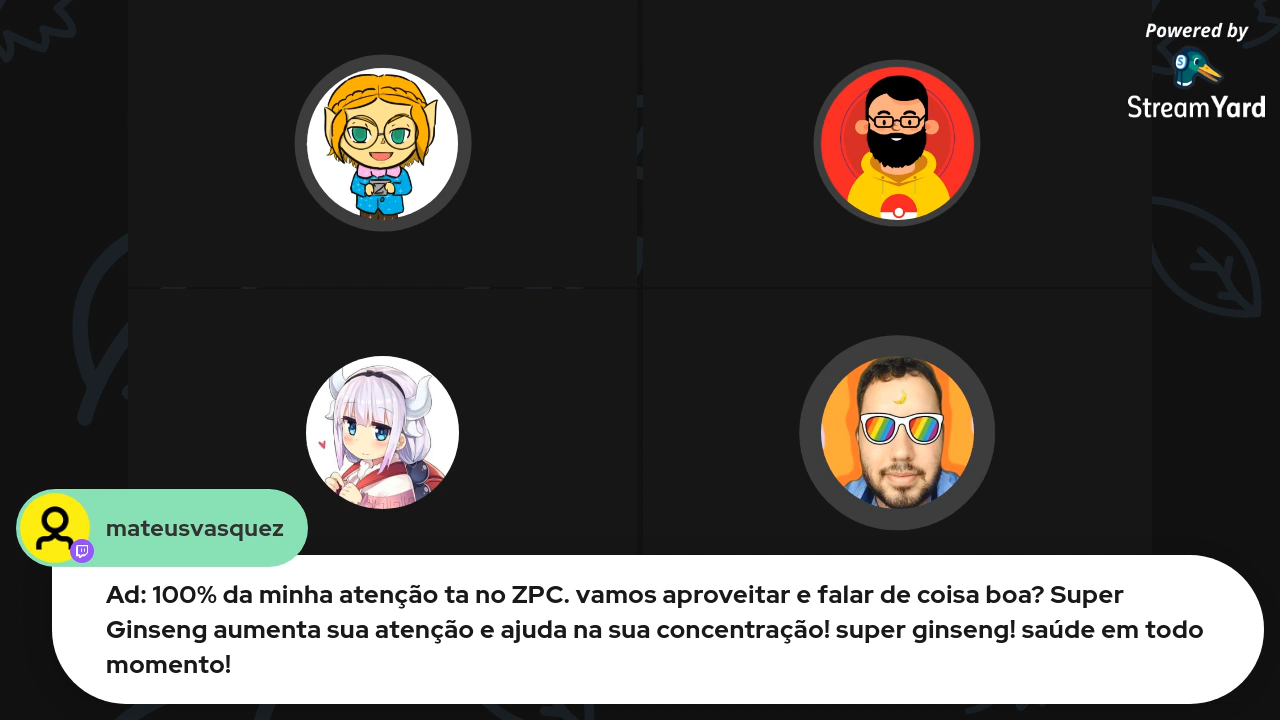 Powered by
StreamYard
mateusvasquez
Ad: 100% da minha atenção ta no ZPC. vamos aproveitar e falar de coisa boa? Super
Ginseng aumenta sua atenção e ajuda na sua concentração! super ginseng! saúde em todo
momento!